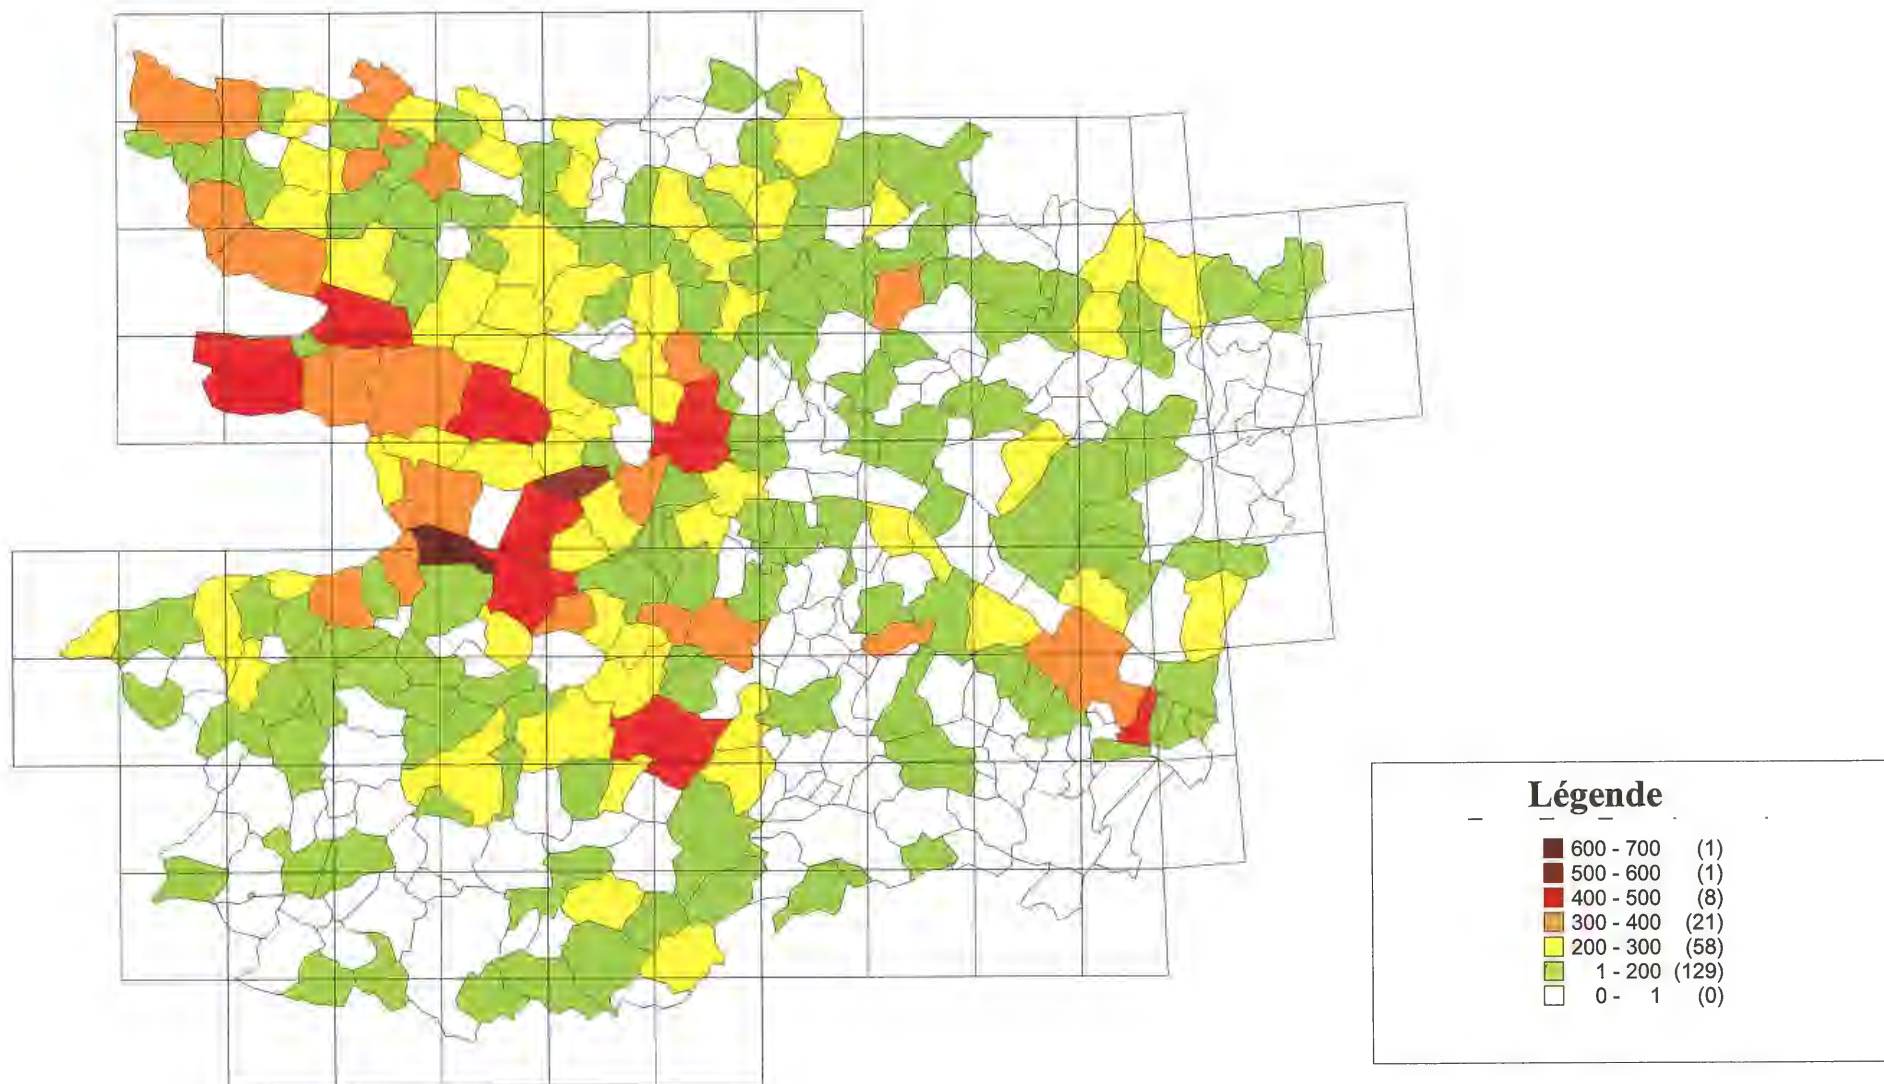 Légende
600 - 700 (1)
500 - 600 (1)
400 - 500 (8)
300 - 400 (21)
200 - 300 (58)
1 - 200 (129)
0 - 1 (0)